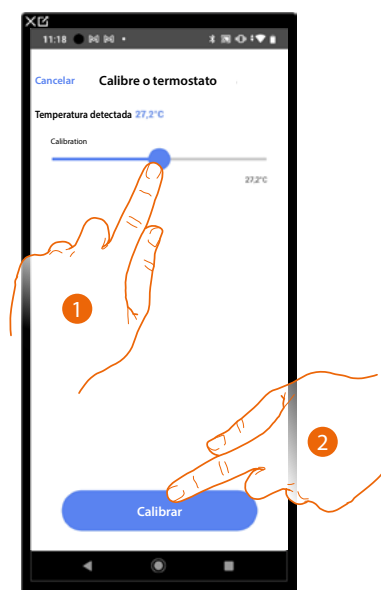 11:18
Cancelar Calibre o termostato
Temperatura detectada 27,2°C
Calibration
27,2°C
1
2
Calibrar